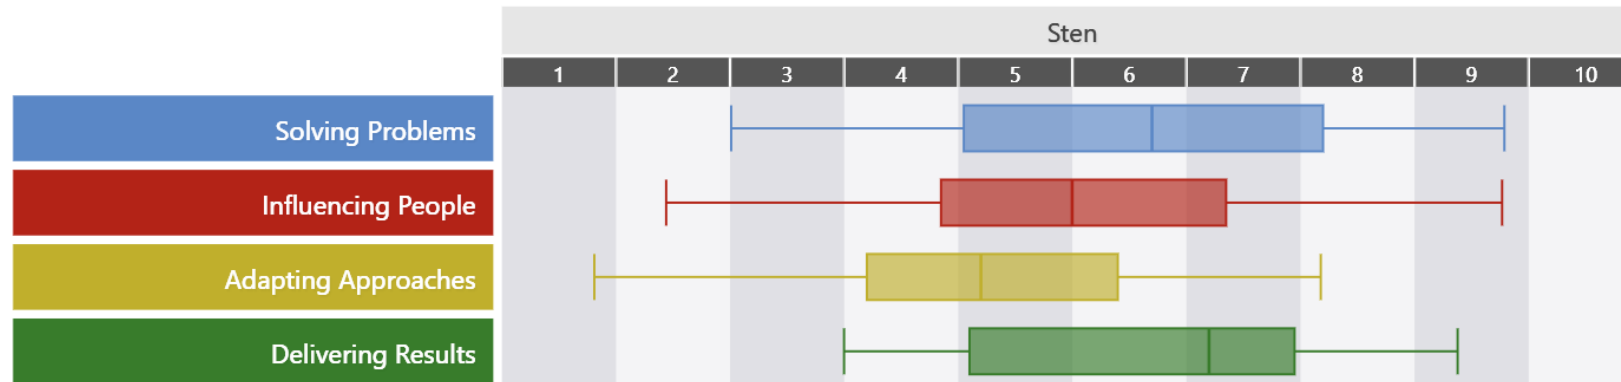 Sten
1 2 3 4 5 6 7 8 9 10
Solving Problems
Influencing People
Adapting Approaches
Delivering Results